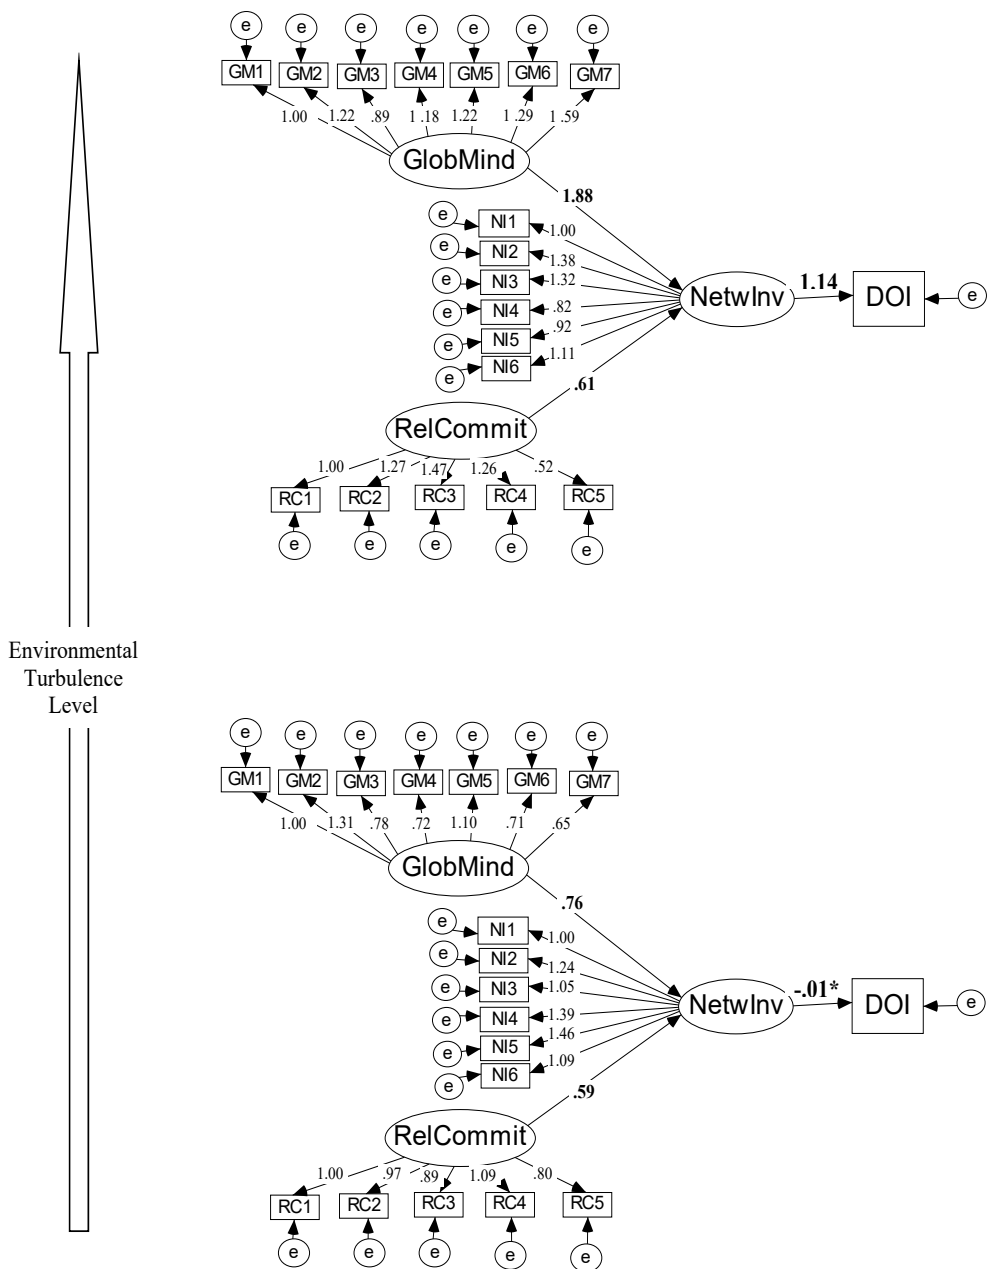 e e e e e e e
GM1 GM2 GM3 GM4 GM5 GM6 GM7
1.00 1.22 .89 1 .18 1.22 1 .29 1 .59
GlobMind
1.88
e NI1 1.00
e NI2 1.38
e NI3 1.32
e NI4 .82
e NI5 .92
e NI6 1.11
NetwInv 1.14 DOI e
.61
RelCommit
1.00 1.27 1.47 1.26 .52
RC1 RC2 RC3 RC4 RC5
e e e e e
Environmental
Turbulence
Level
e e e e e e e
GM1 GM2 GM3 GM4 GM5 GM6 GM7
1.00 1.31 .78 .72 1.10 .71 .65
GlobMind
.76
e NI1 1.00
e NI2 1.24
e NI3 1.05
e NI4 1.39
e NI5 1.46
e NI6 1.09
NetwInv -.01* DOI e
.59
RelCommit
1.00 .97 .89 1.09 .80
RC1 RC2 RC3 RC4 RC5
e e e e e